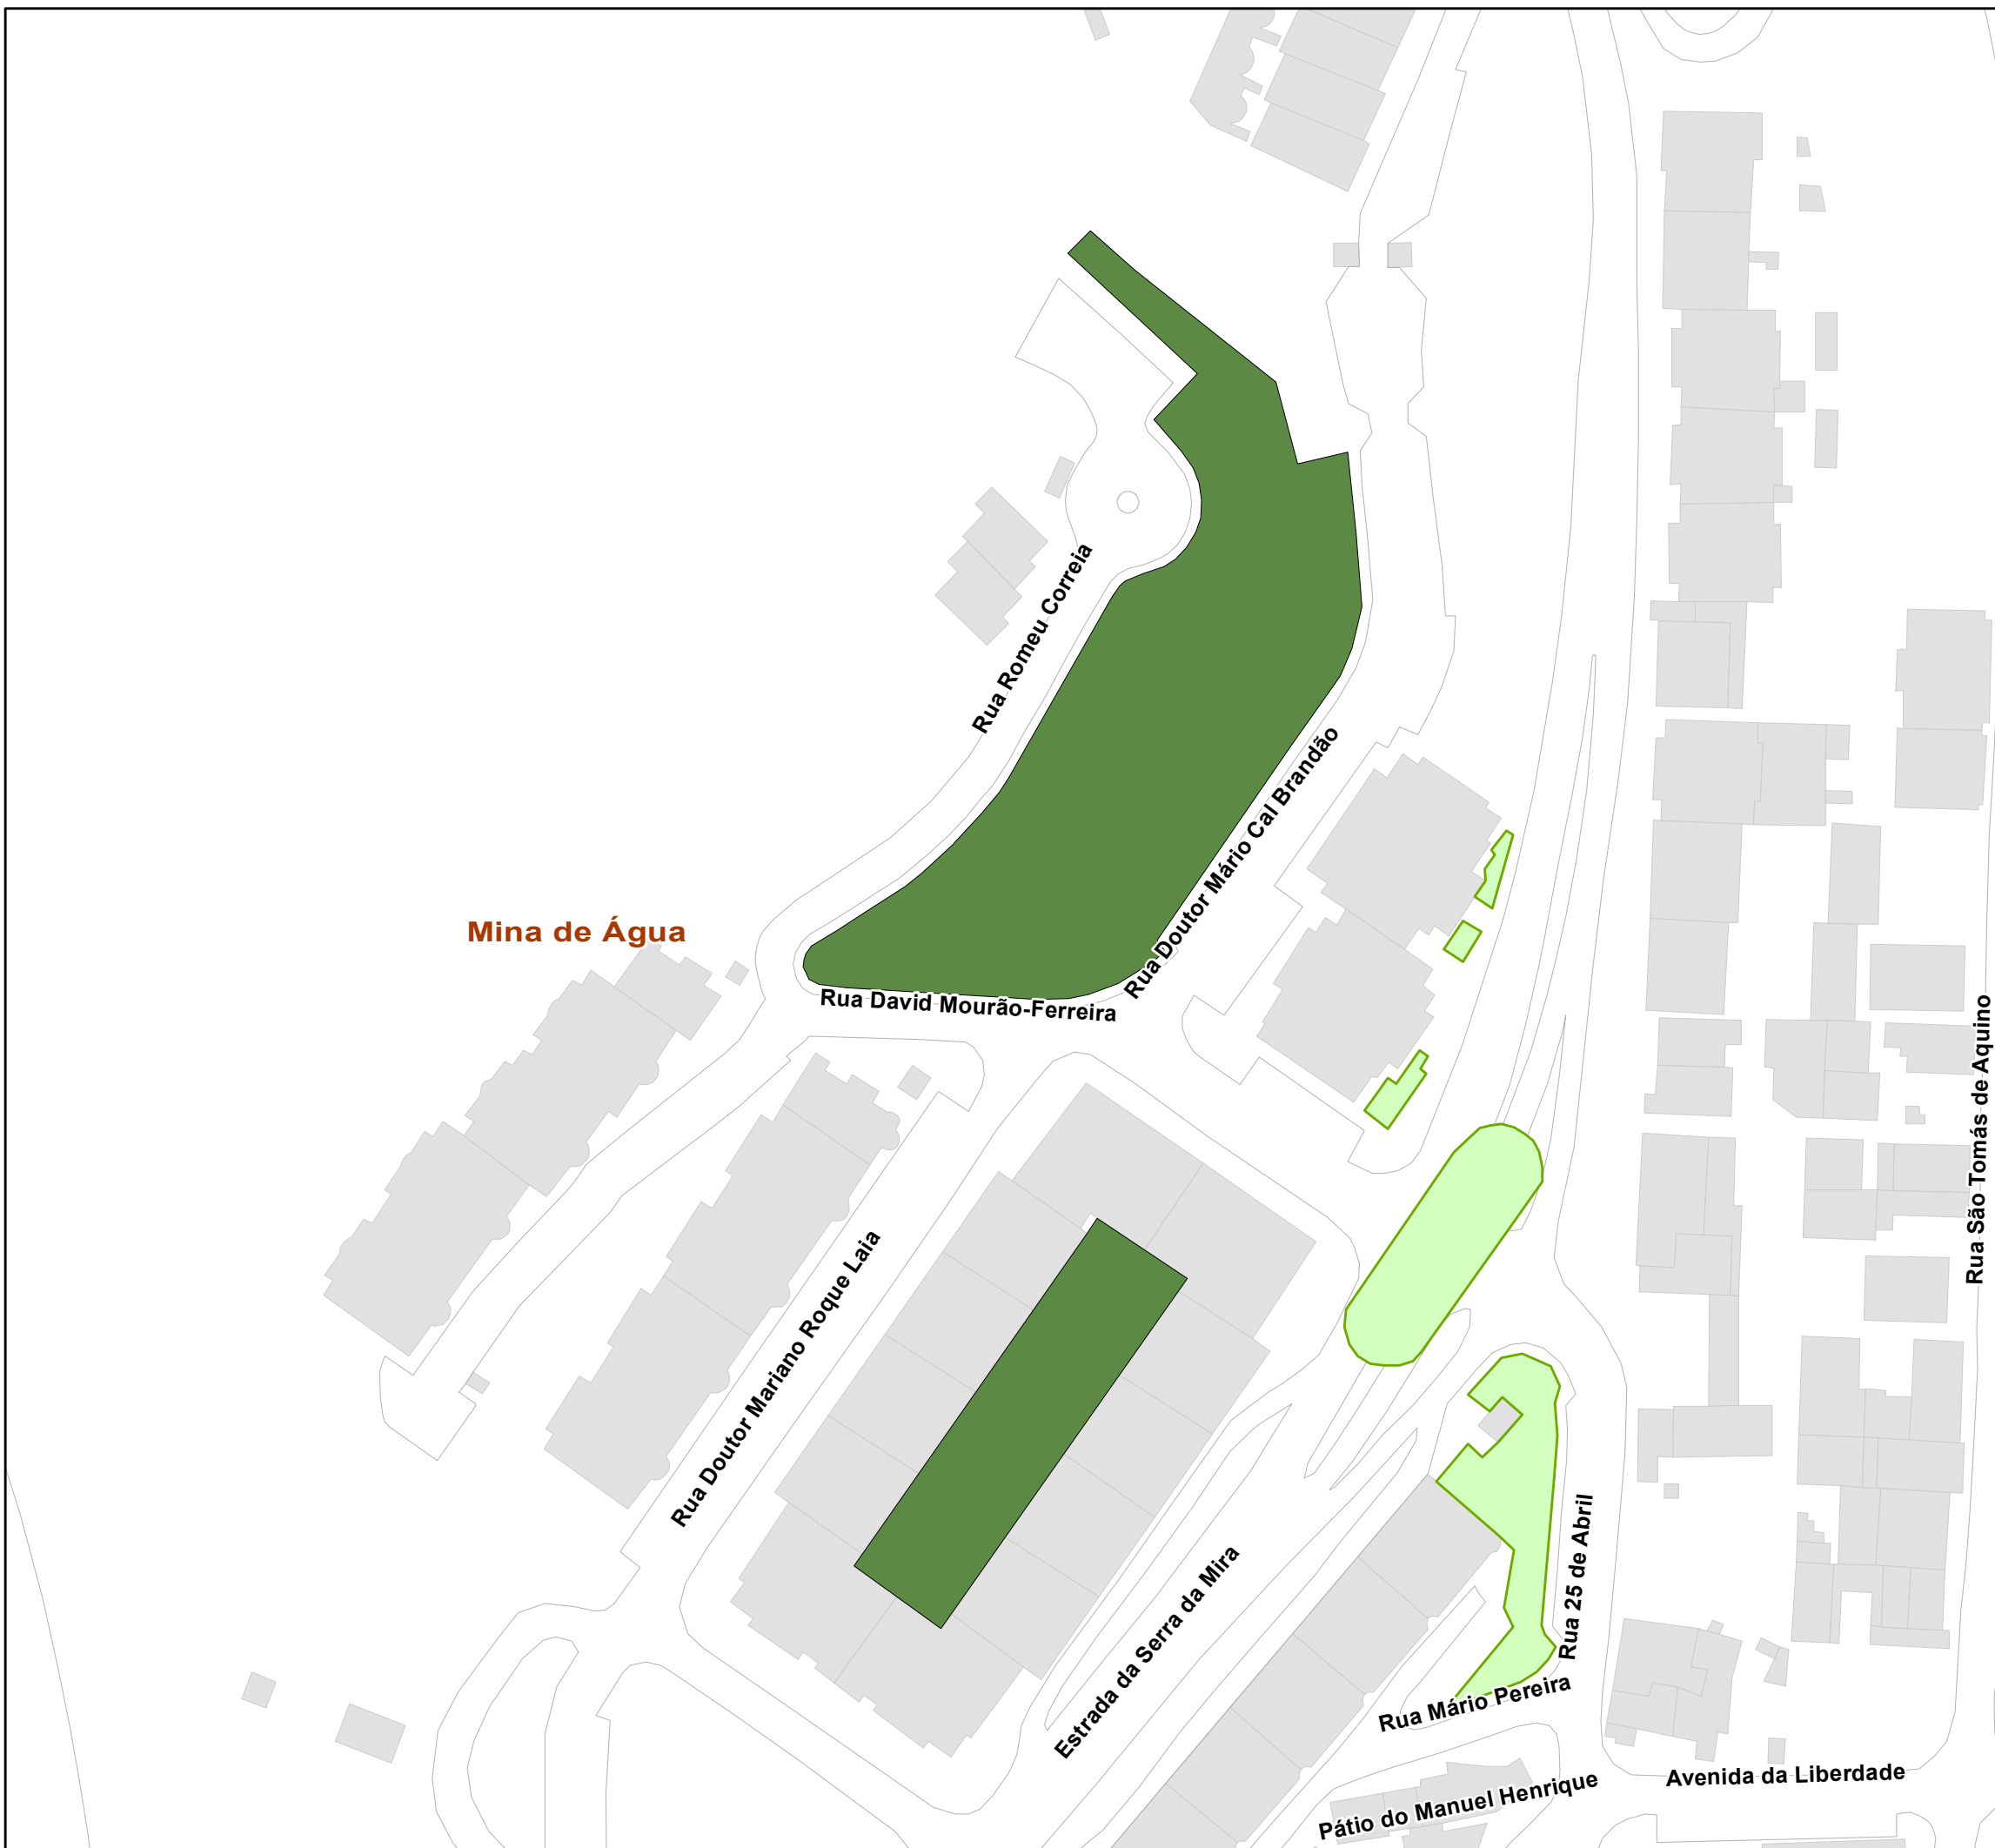 Rua Romeu Correia
Rua Doutor Mário Cal Brandão
Mina de Água
Rua David Mourão-Ferreira
Rua São Tomás de Aquino
Rua Doutor Mariano Roque Laia
Rua 25 de Abril
Estrada da Serra da Mira
Rua Mário Pereira
Avenida da Liberdade
Pátio do Manuel Henrique